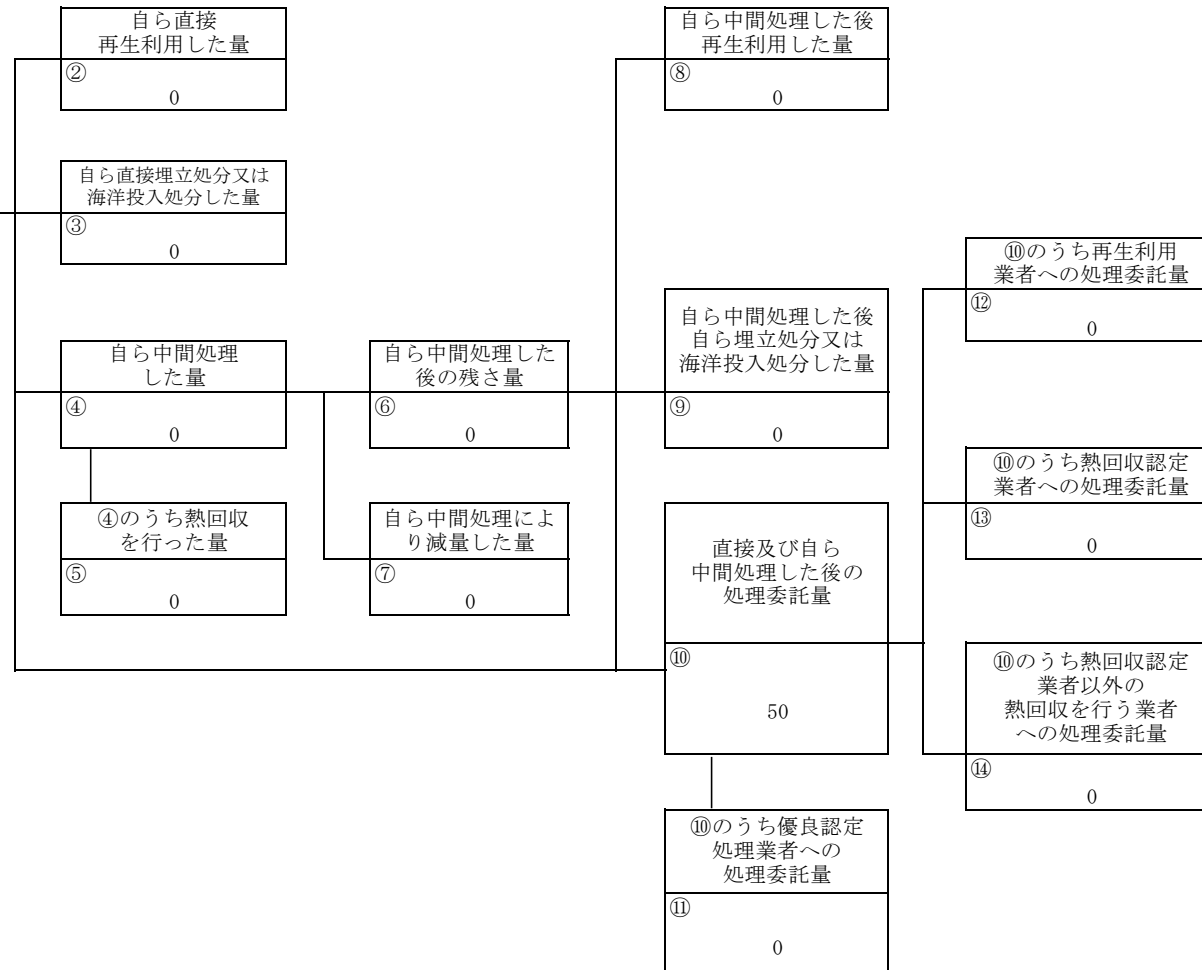 自ら直接
再生利用した量
②
0
自ら直接埋立処分又は
海洋投入処分した量
③
0
自ら中間処理
した量
④
0
④のうち熱回収
を行った量
⑤
0
自ら中間処理した
後の残さ量
⑥
0
自ら中間処理によ
り減量した量
⑦
0
自ら中間処理した後
再生利用した量
⑧
0
自ら中間処理した後
自ら埋立処分又は
海洋投入処分した量
⑨
0
直接及び自ら
中間処理した後の
処理委託量
⑩
50
⑩のうち優良認定
処理業者への
処理委託量
⑪
0
⑩のうち再生利用
業者への処理委託量
⑫
0
⑩のうち熱回収認定
業者への処理委託量
⑬
0
⑩のうち熱回収認定
業者以外の
熱回収を行う業者
への処理委託量
⑭
0